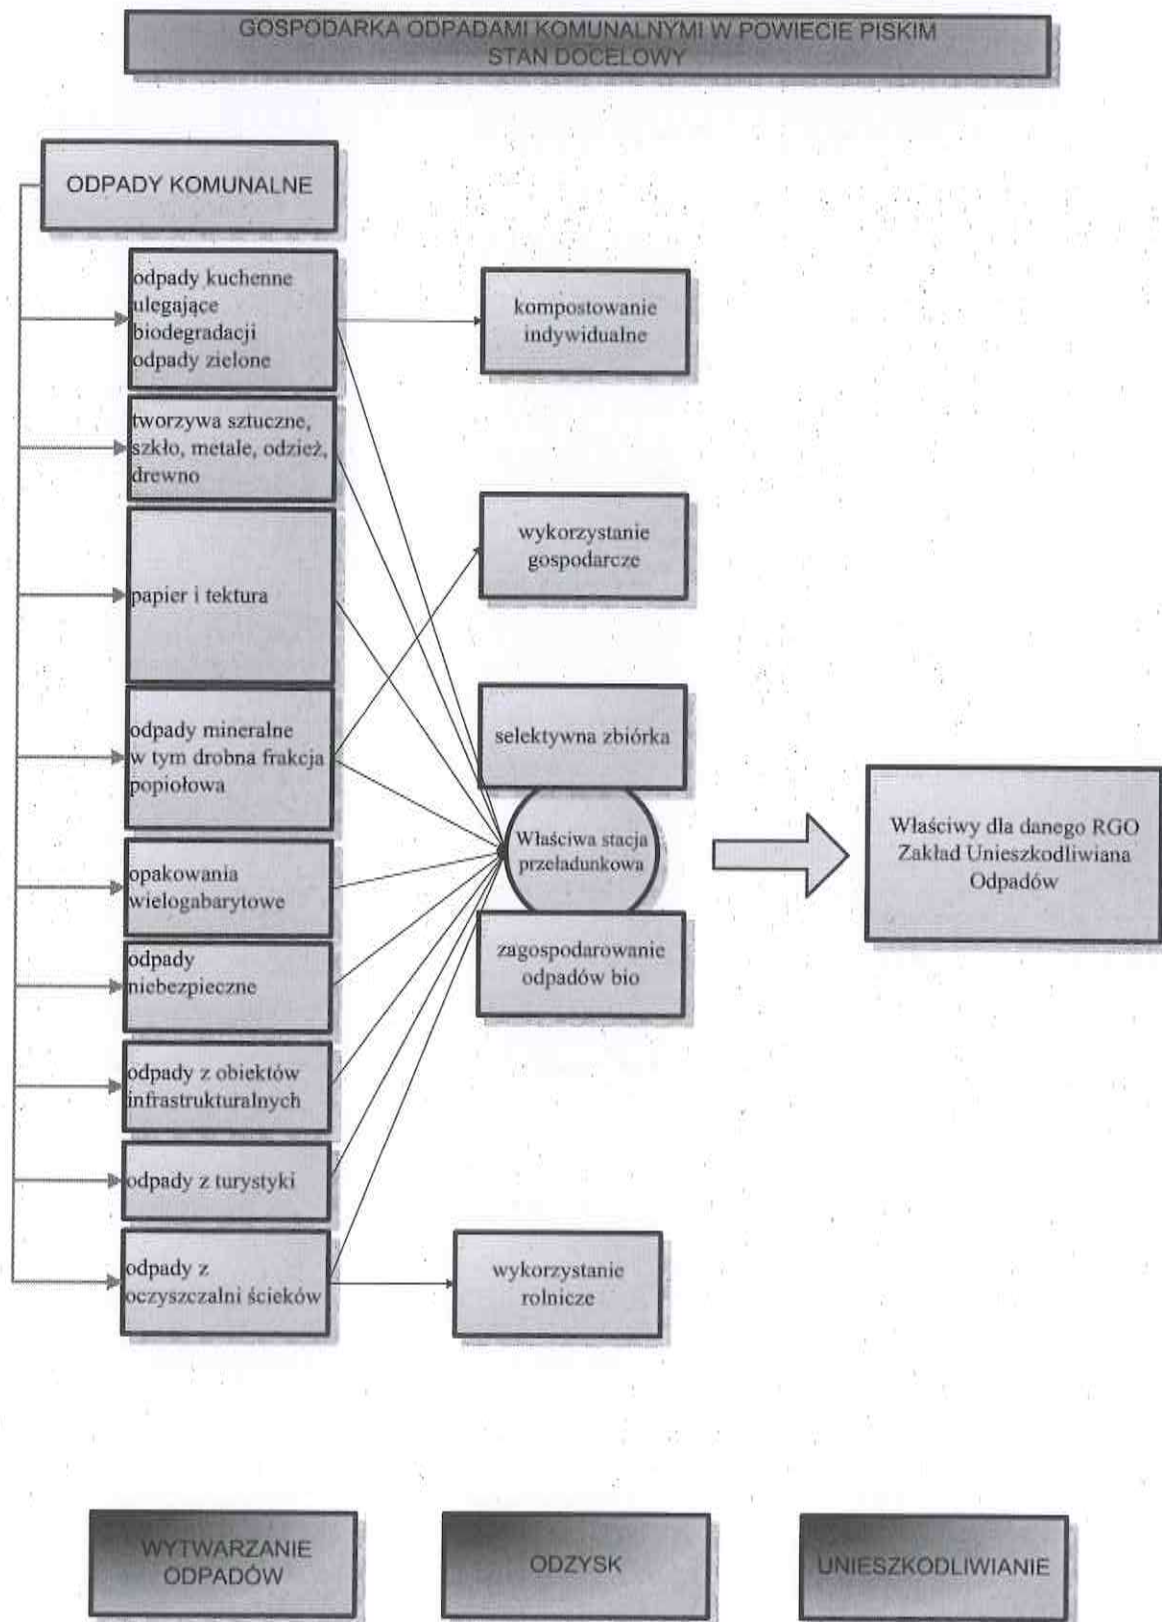 GOSPODARKA ODPADAMI KOMUNALNYMI W POWIECIE PISKIM
STAN DOCELOWY
ODPADY KOMUNALNE
odpady kuchenne
ulegające
biodegradacji
odpady zielone
kompostowanie
indywidualne
tworzywa sztuczne,
szkło, metale, odzież,
drewno
wykorzystanie
gospodarcze
papier i tektura
odpady mineralne
w tym drobna frakcja
popiołowa
selektywna zbiórka
Właściwa stacja
przeładunkowa
Właściwy dla danego RGO
Zakład Unieszkodliwiana
Odpadów
opakowania
wielogabarytowe
odpady
niebezpieczne
zagospodarowanie
odpadów bio
odpady z obiektów
infrastrukturalnych
odpady z turystyki
odpady z
oczyszczalni ścieków
wykorzystanie
rolnicze
WYTWARZANIE
ODPADÓW
ODZYSK
UNIESZKODLIWIANIE